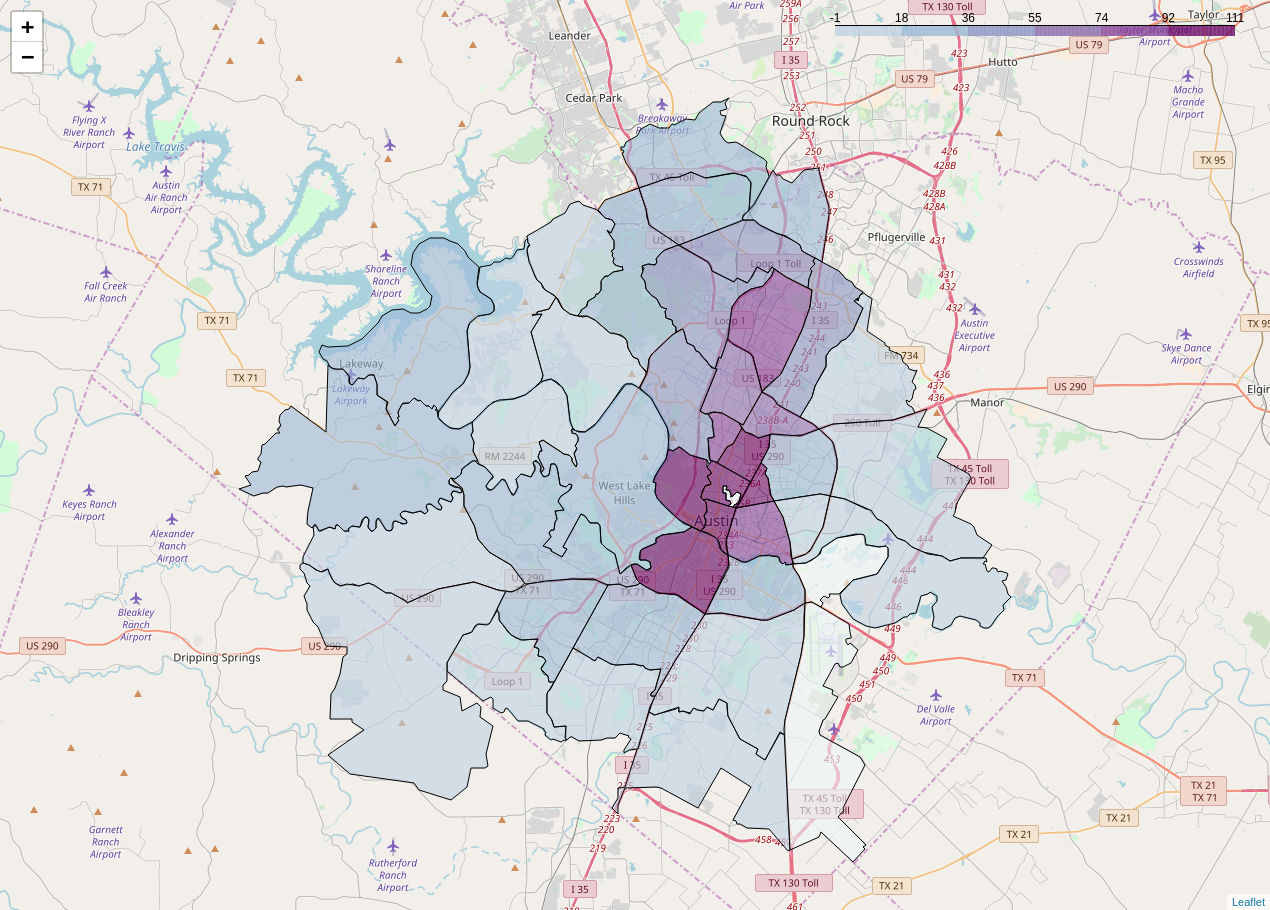 +
−
-1 18 36 55 74 92 111
259A
Air Park
TX 130 Toll
Taylor
256
Leander
257
US 79
Airport
I 35
423
253
Hutto
US 79
Macho
Grande
Airport
423
Cedar Park
252
Flying X
River Ranch
Airport
Breakaway
Park Airport
Round Rock
251
Lake Travis
250
426
TX 95
251
428B
Austin
Air Ranch
Airport
TX 71
TX 45 Toll
248
428B
428A
247
US 183
246
Pflugerville
431
Crosswinds
Airfield
Shoreline
Ranch
Airport
Loop 1 Toll
431
432
Fall Creek
Air Ranch
243
432
Austin
Executive
Airport
TX 71
Loop 1
I 35
TX 95
244
Skye Dance
Airport
241
FM 734
Lakeway
243
436
TX 71
US 183
240
437
US 290
Elgin
Lakeway
Airpark
436
Manor
241
238B-A
290 Toll
I 35
US 290
RM 2244
TX 45 Toll
TX 130 Toll
Keyes Ranch
Airport
West Lake
Hills
236A
Austin
Alexander
Ranch
Airport
234A
444
444
446
US 290
TX 71
US 290
TX 71
I 35
US 290
US 290
Bleakley
Ranch
Airport
446
449
230
230
228
US 290
US 290
449
Dripping Springs
450
TX 71
Loop 1
451
I 35
450
Del Valle
Airport
225
226
453
I 35
TX 45 Toll
TX 130 Toll
TX 21
TX 71
223
TX 21
220
TX 21
Garnett
Ranch
Airport
458
219
Rutherford
Ranch
Airport
TX 130 Toll
I 35
TX 21
461
Leaflet